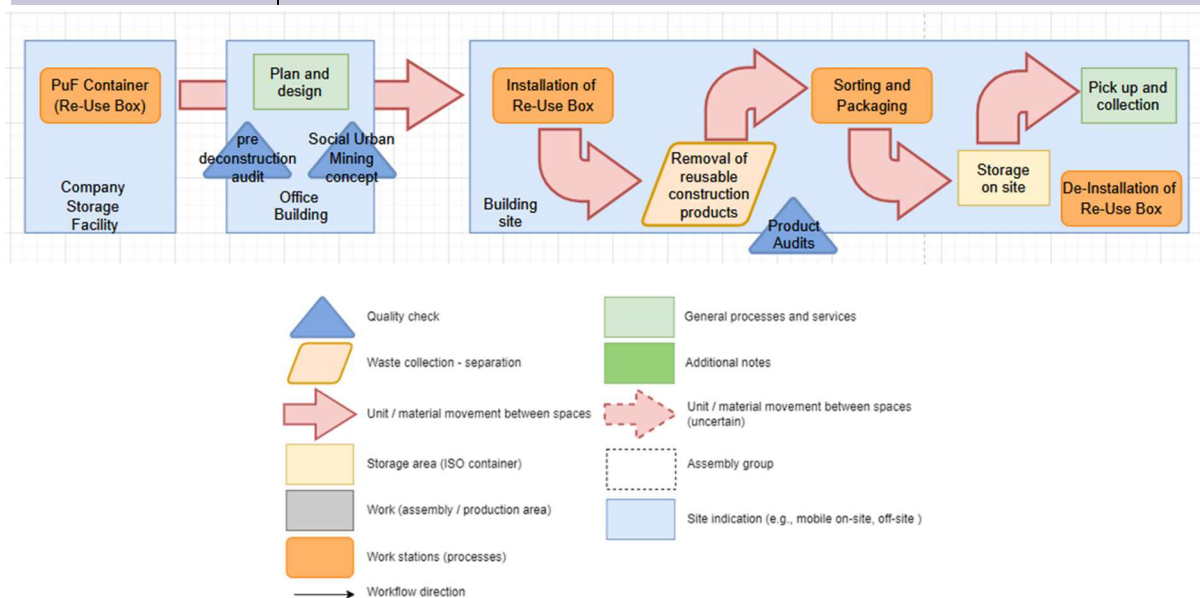 PuF Container
(Re-Use Box)
Company
Storage
Facility
Plan and
design
pre
deconstruction
audit
Social Urban
Mining
concept
Office
Building
Installation of
Re-Use Box
Building
site
Removal of
reusable
construction
products
Product
Audits
Sorting and
Packaging
Storage
on site
Pick up and
collection
De-Installation of
Re-Use Box
Quality check
Waste collection - separation
Unit / material movement between spaces
Storage area (ISO container)
Work (assembly / production area)
Work stations (processes)
Workflow direction
General processes and services
Additional notes
Unit / material movement between spaces
(uncertain)
Assembly group
Site indication (e.g., mobile on-site, off-site )